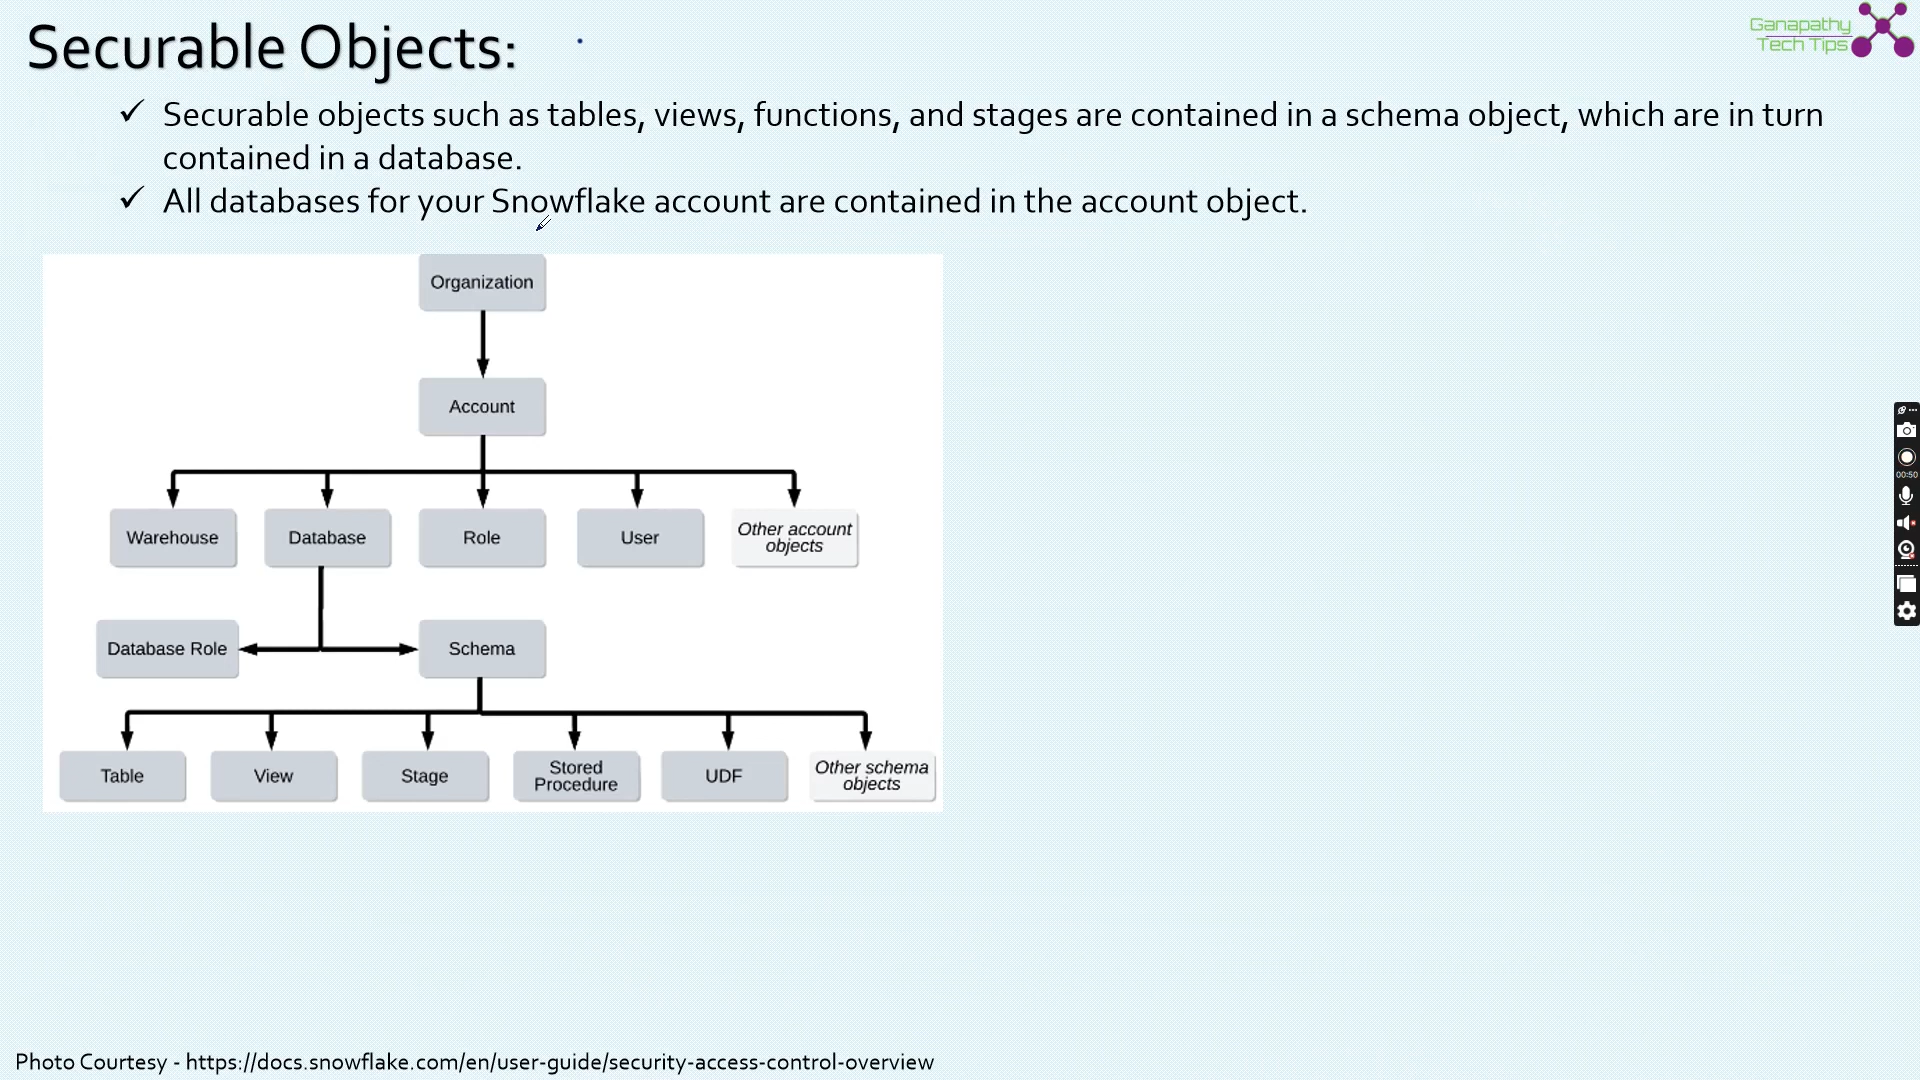 Securable Objects:
Ganapathy
Tech Tips
✓ Securable objects such as tables, views, functions, and stages are contained in a schema object, which are in turn
contained in a database.
✓ All databases for your Snowflake account are contained in the account object.
Organization
Account
Warehouse
Database
Role
User
Other account
objects
Database Role
Schema
Table
View
Stage
Stored
Procedure
UDF
Other schema
objects
00:50
Photo Courtesy - https://docs.snowflake.com/en/user-guide/security-access-control-overview